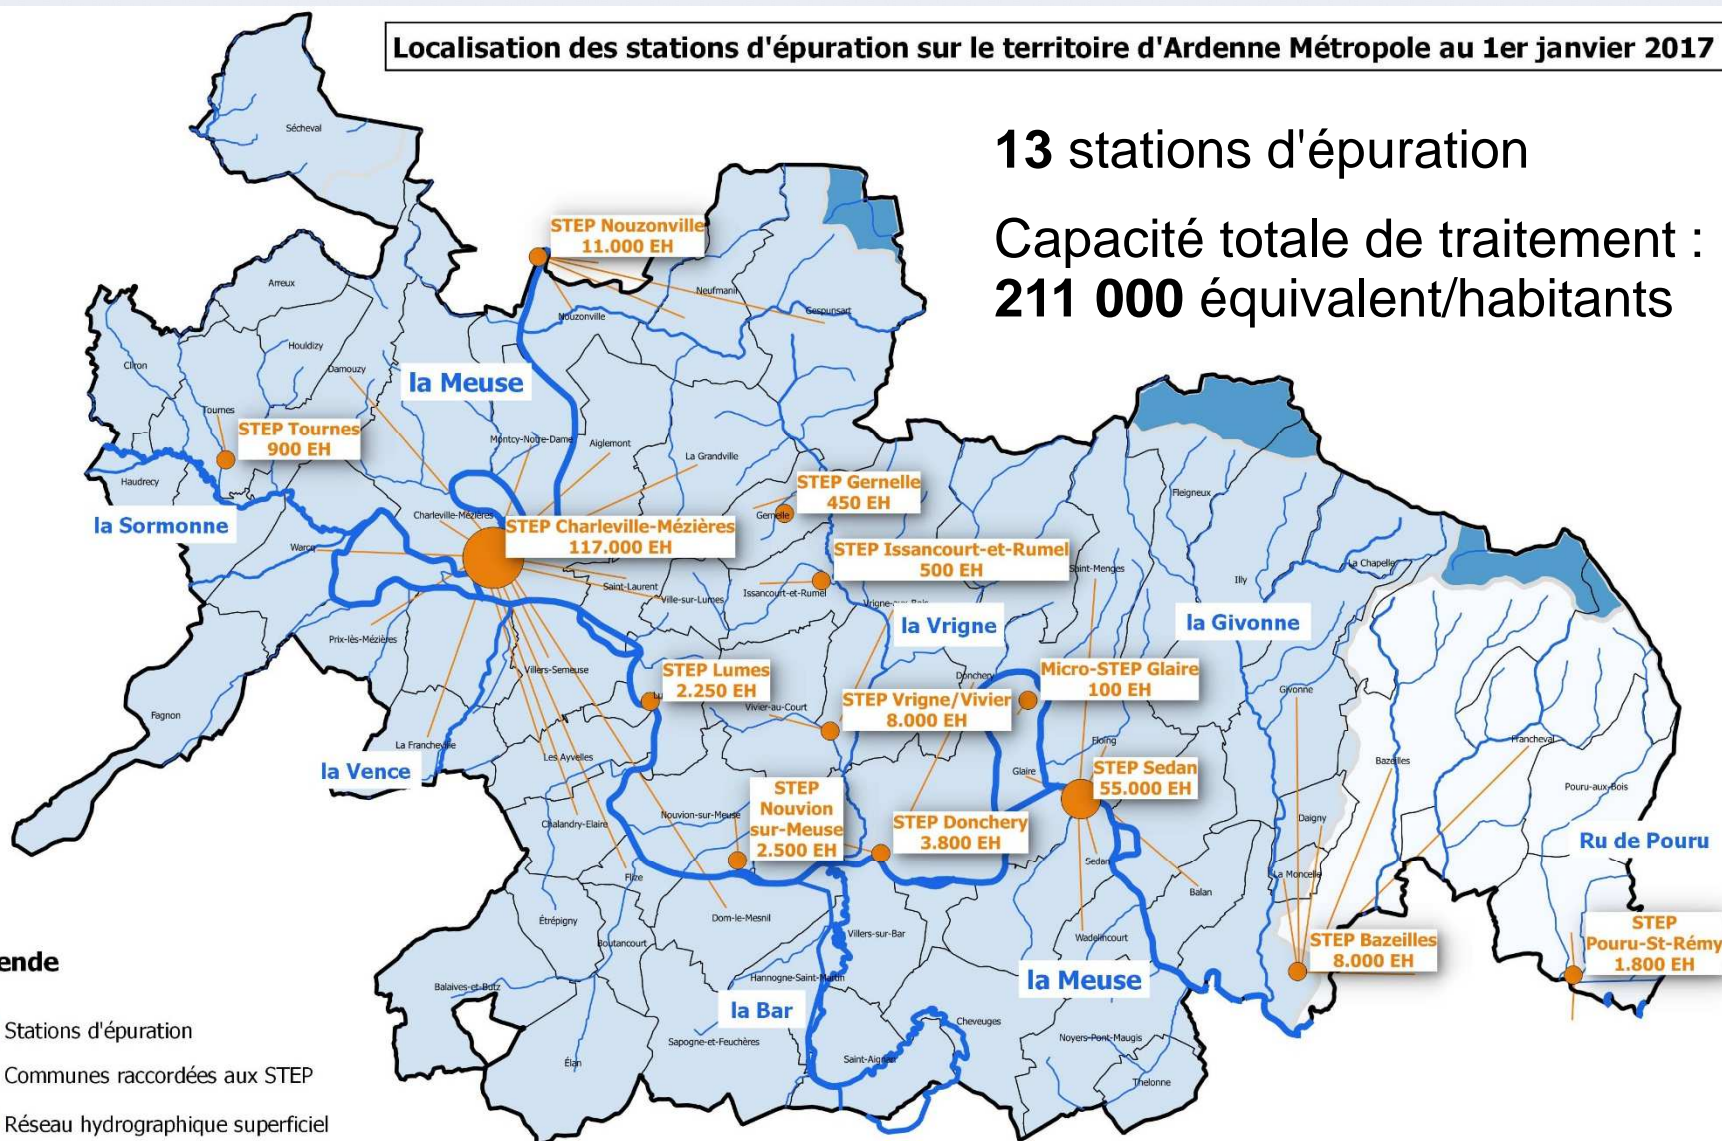 Localisation des stations d'épuration sur le territoire d'Ardenne Métropole au 1er janvier 2017
13 stations d'épuration
Capacité totale de traitement :
211 000 équivalent/habitants
Sécheval
STEP Nouzonville
11.000 EH
Arreux
Neufmanil
Gespunsart
Nouzonville
Houldizy
Cliron
Damouzy
la Meuse
Tournes
STEP Tournes
900 EH
Montcy-Notre-Dame
Aiglemont
La Grandville
Haudrecy
STEP Gernelle
450 EH
Gernelle
Fleigneux
la Sormonne
Charleville-Mézières
STEP Charleville-Mézières
117.000 EH
Warcq
STEP Issancourt-et-Rumel
500 EH
Saint-Menges
La Chapelle
Illy
Saint-Laurent
Ville-sur-Lumes
Issancourt-et-Rumel
la Vrigne
la Givonne
Prix-lès-Mézières
Villers-Semeuse
STEP Lumes
2.250 EH
Donchery
Micro-STEP Glaire
100 EH
Givonne
Vivier-au-Court
STEP Vrigne/Vivier
8.000 EH
Fagnon
La Francheville
Les Ayvelles
la Vence
Floing
Glaire
STEP Sedan
55.000 EH
Bazeilles
Francheval
Pouru-aux-Bois
STEP
Nouvion
sur-Meuse
2.500 EH
Nouvion-sur-Meuse
Chalandry-Elaire
STEP Donchery
3.800 EH
Daigny
Ru de Pouru
Sedan
La Moncelle
Flize
Balan
Étrépigny
Dom-le-Mesnil
Boutancourt
Villers-sur-Bar
Wadelincourt
STEP Bazeilles
8.000 EH
STEP
Pouru-St-Rémy
1.800 EH
ende
Hannogne-Saint-Martin
la Meuse
Balaives-et-Butz
la Bar
Stations d'épuration
Cheveuges
Sapogne-et-Feuchères
Noyers-Pont-Maugis
Saint-Aignan
Élan
Communes raccordées aux STEP
Thelonne
Réseau hydrographique superficiel